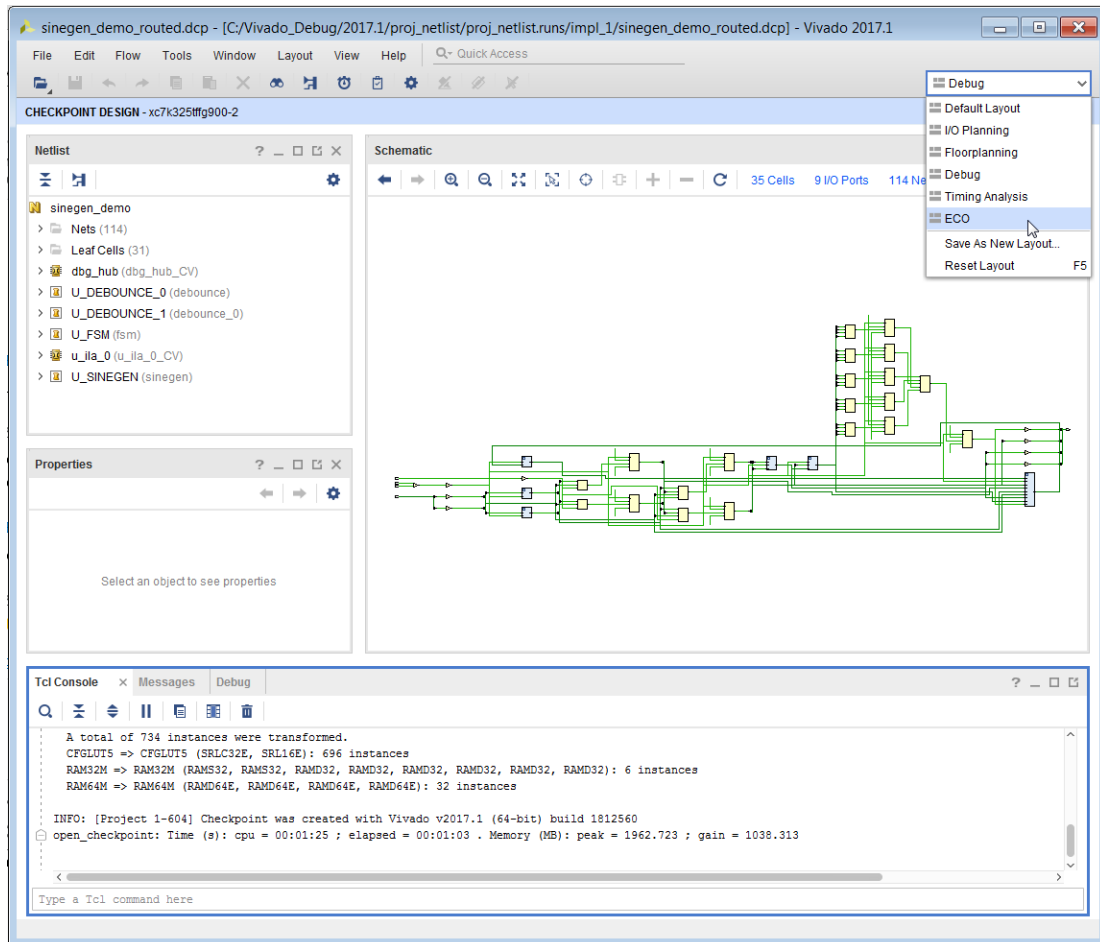 sinegen_demo_routed.dcp - [C:/Vivado_Debug/2017.1/proj_netlist/proj_netlist.runs/impl_1/sinegen_demo_routed.dcp] - Vivado 2017.1
File Edit Flow Tools Window Layout View Help Quick Access
Debug
CHECKPOINT DESIGN - xc7k325tffg900-2
Default Layout
I/O Planning
Floorplanning
Debug
Timing Analysis
ECO
Save As New Layout...
Reset Layout F5
Netlist
sinegen_demo
Nets (114)
Leaf Cells (31)
dbg_hub (dbg_hub_CV)
U_DEBOUNCE_0 (debounce)
U_DEBOUNCE_1 (debounce_0)
U_FSM (fsm)
u_ila_0 (u_ila_0_CV)
U_SINEGEN (sinegen)
Schematic
35 Cells 9 I/O Ports 114 Ne
Properties
Select an object to see properties
Tcl Console Messages Debug
A total of 734 instances were transformed.
CFGLUT5 => CFGLUT5 (SRLC32E, SRL16E): 696 instances
RAM32M => RAM32M (RAMS32, RAMS32, RAMD32, RAMD32, RAMD32, RAMD32, RAMD32, RAMD32): 6 instances
RAM64M => RAM64M (RAMD64E, RAMD64E, RAMD64E, RAMD64E): 32 instances
INFO: [Project 1-604] Checkpoint was created with Vivado v2017.1 (64-bit) build 1812560
open_checkpoint: Time (s): cpu = 00:01:25 ; elapsed = 00:01:03 . Memory (MB): peak = 1962.723 ; gain = 1038.313
Type a Tcl command here